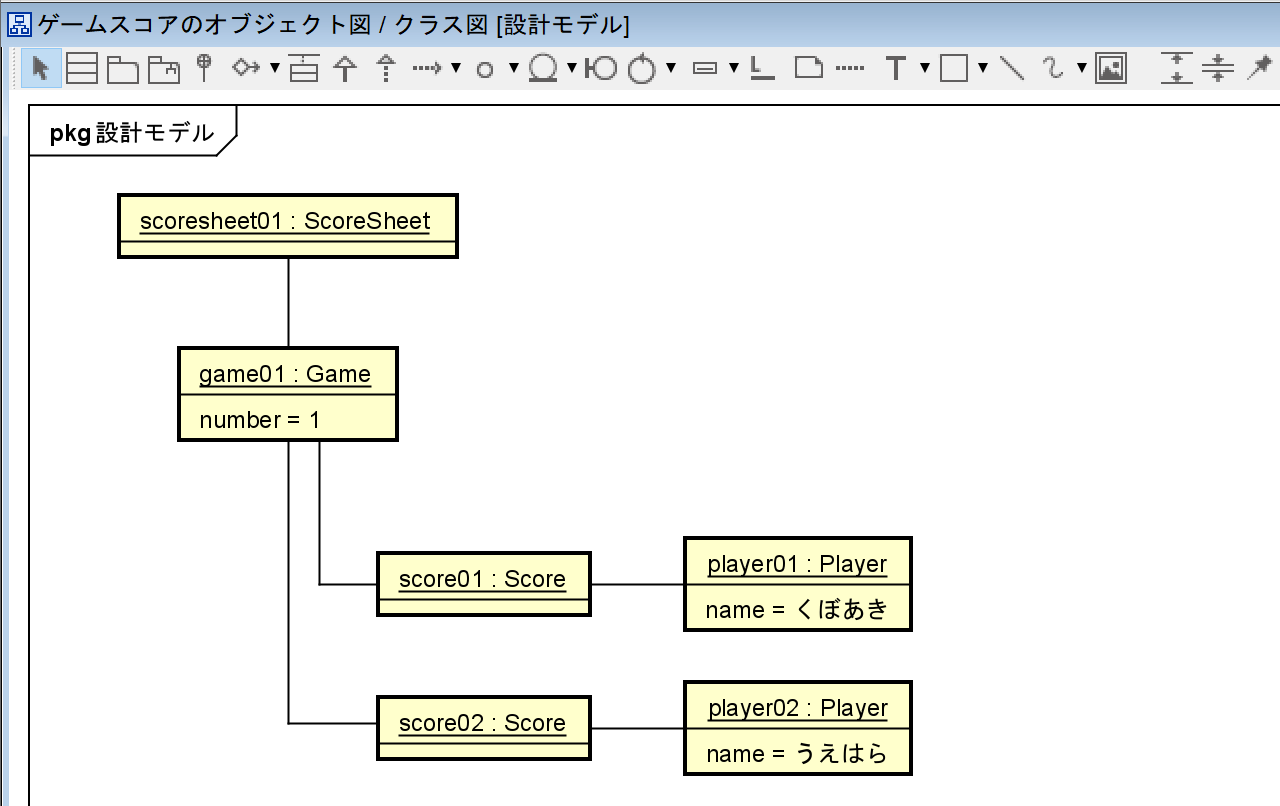 ゲームスコアのオブジェクト図 / クラス図 [設計モデル]
pkg 設計モデル
scoresheet01 : ScoreSheet
game01 : Game
number = 1
score01 : Score
player01 : Player
name = くぼあき
score02 : Score
player02 : Player
name = うえはら